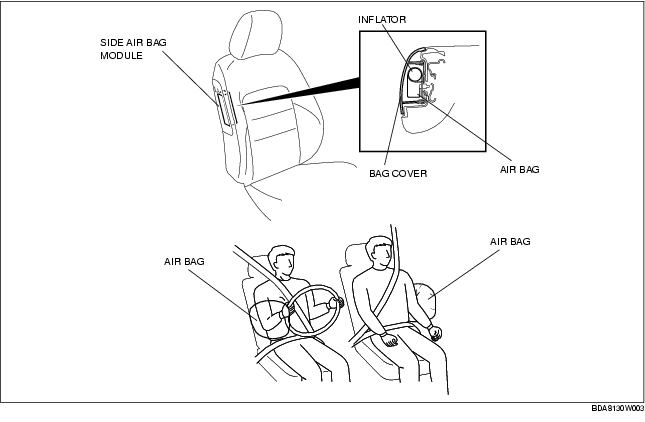 INFLATOR
SIDE AIR BAG
MODULE
BAG COVER
AIR BAG
AIR BAG
AIR BAG
BDA8130W003